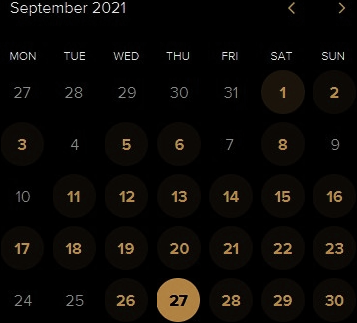 September 2021
MON TUE WED THU FRI SAT SUN
27 28 29 30 31 1 2
3 4 5 6 7 8 9
10 11 12 13 14 15 16
17 18 19 20 21 22 23
24 25 26 27 28 29 30